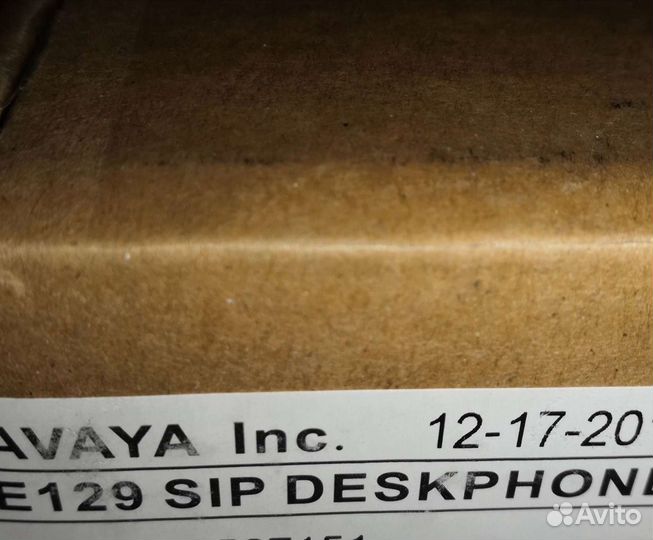 AVAYA Inc. 12-17-201
E129 SIP DESKPHONE
Avito